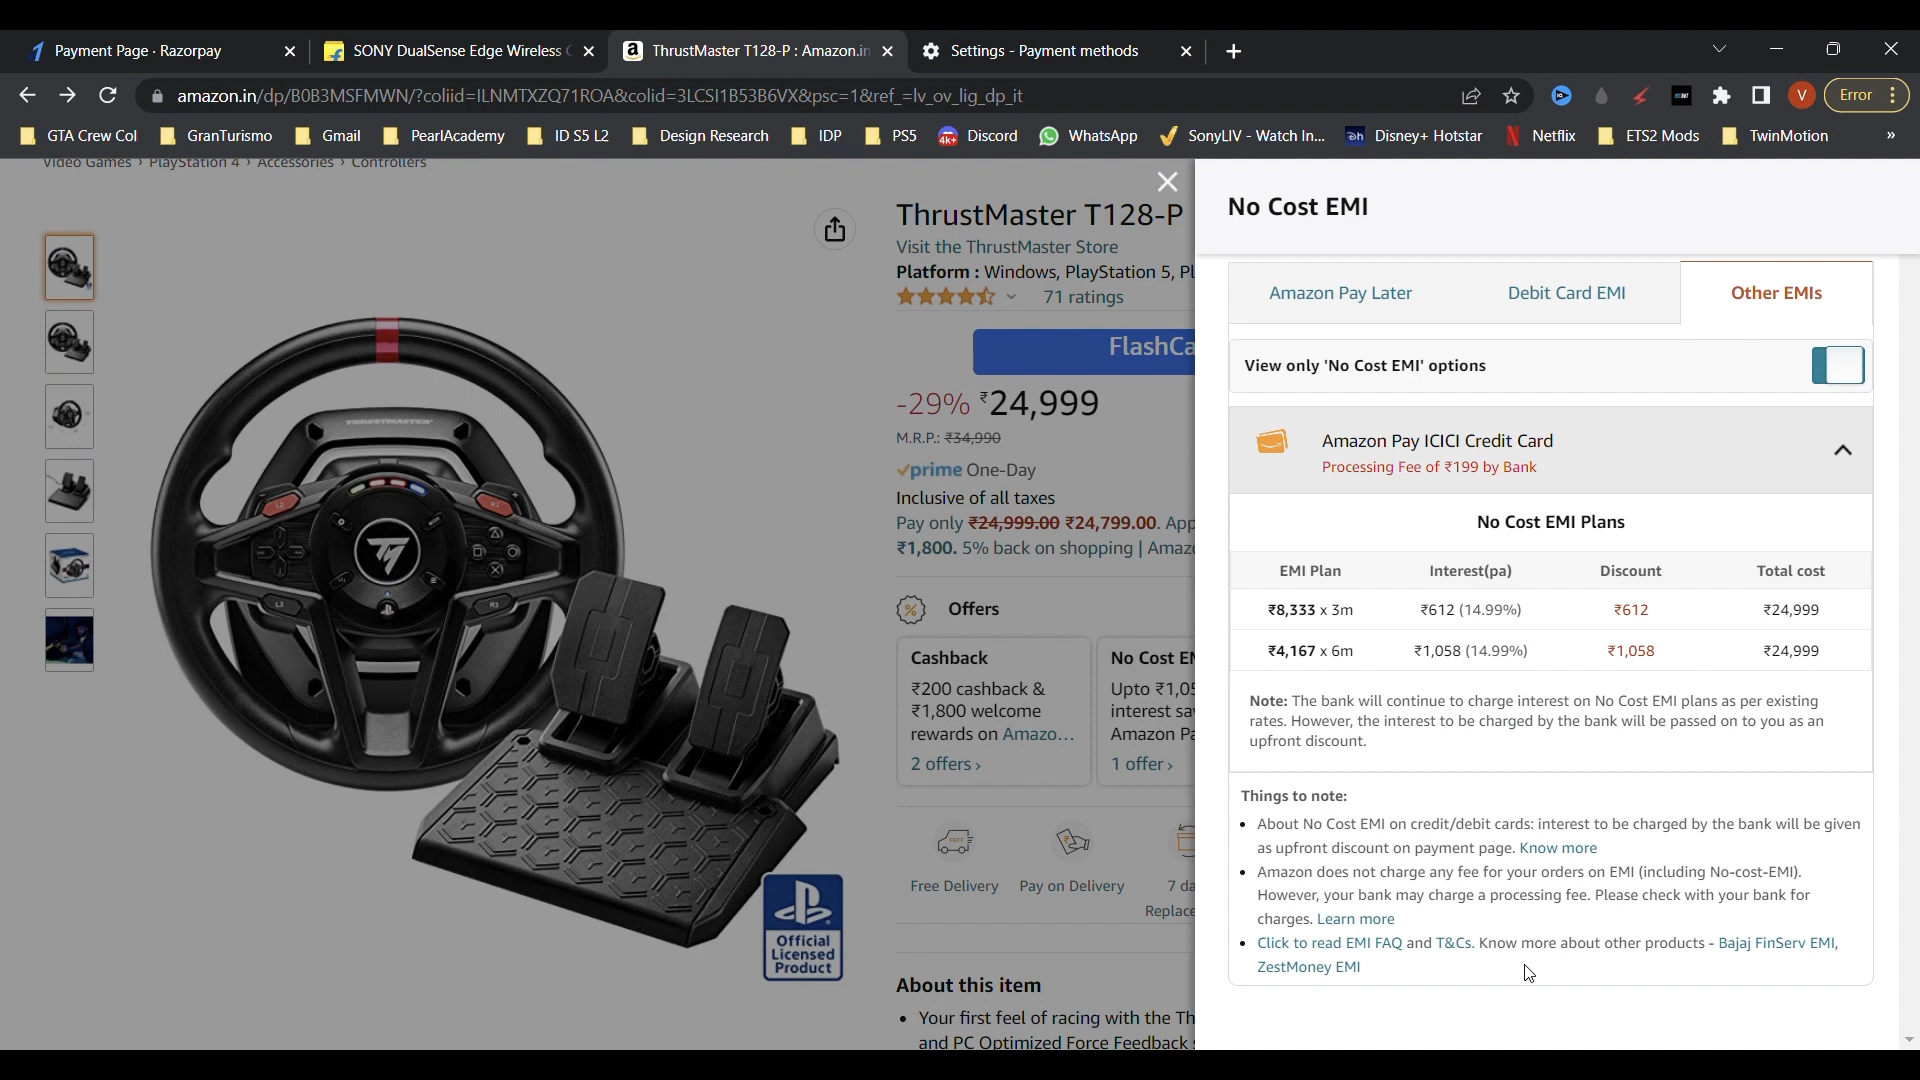 Payment Page · Razorpay
SONY DualSense Edge Wireless
ThrustMaster T128-P : Amazon.in
Settings - Payment methods
amazon.in/dp/B0B3MSFMWN/?coliid=ILNMTXZQ71ROA&colid=3LCSI1B53B6VX&psc=1&ref_=lv_ov_lig_dp_it
V
Error
GTA Crew Col
GranTurismo
Gmail
PearlAcademy
ID S5 L2
Design Research
IDP
PS5
Discord
WhatsApp
SonyLIV - Watch In...
Disney+ Hotstar
Netflix
ETS2 Mods
TwinMotion
»
Video Games › PlayStation 4 › Accessories › Controllers
THRUSTMASTER
L2
R2
L3
R3
Official
Licensed
Product
ThrustMaster T128-P
Visit the ThrustMaster Store
Platform : Windows, PlayStation 5, Pl
71 ratings
FlashCa
-29% ₹24,999
M.R.P.: ₹34,990
prime One-Day
Inclusive of all taxes
Pay only ₹24,999.00 ₹24,799.00. App
₹1,800. 5% back on shopping | Amazo
Offers
Cashback
₹200 cashback &
₹1,800 welcome
rewards on Amazo...
2 offers ›
No Cost EM
Upto ₹1,05
interest sav
Amazon Pa
1 offer ›
FREE
Free Delivery
Pay on Delivery
7 da
Replace
About this item
• Your first feel of racing with the Th
and PC Optimized Force Feedback s
No Cost EMI
Amazon Pay Later
Debit Card EMI
Other EMIs
View only 'No Cost EMI' options
Amazon Pay ICICI Credit Card
Processing Fee of ₹199 by Bank
No Cost EMI Plans
EMI Plan Interest(pa) Discount Total cost
₹8,333 x 3m ₹612 (14.99%) ₹612 ₹24,999
₹4,167 x 6m ₹1,058 (14.99%) ₹1,058 ₹24,999
Note: The bank will continue to charge interest on No Cost EMI plans as per existing
rates. However, the interest to be charged by the bank will be passed on to you as an
upfront discount.
Things to note:
• About No Cost EMI on credit/debit cards: interest to be charged by the bank will be given
as upfront discount on payment page. Know more
• Amazon does not charge any fee for your orders on EMI (including No-cost-EMI).
However, your bank may charge a processing fee. Please check with your bank for
charges. Learn more
• Click to read EMI FAQ and T&Cs. Know more about other products - Bajaj FinServ EMI,
ZestMoney EMI